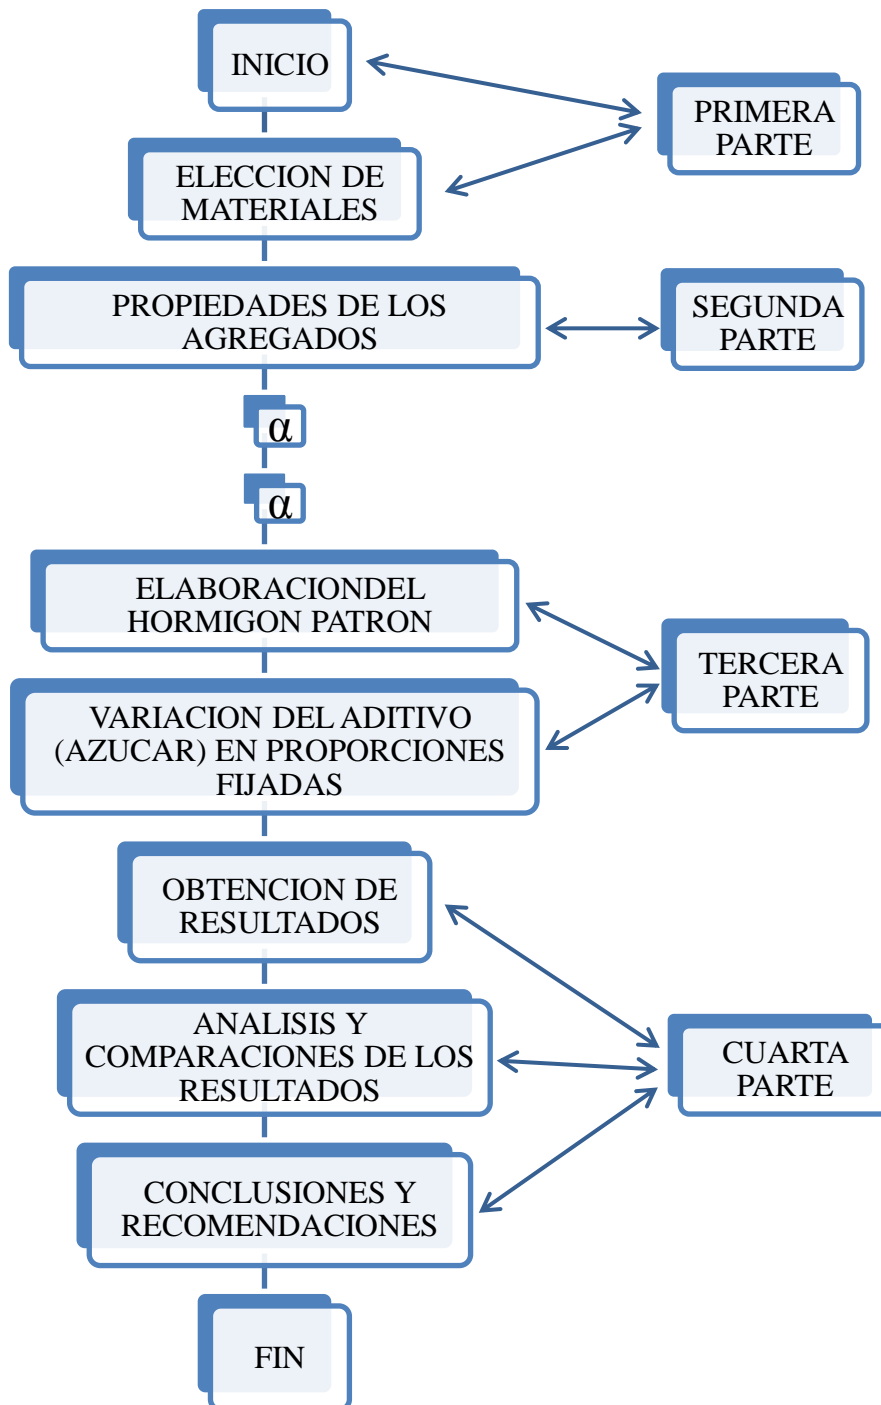 INICIO
PRIMERA
PARTE
ELECCION DE
MATERIALES
PROPIEDADES DE LOS
AGREGADOS
SEGUNDA
PARTE
α
α
ELABORACIONDEL
HORMIGON PATRON
TERCERA
PARTE
VARIACION DEL ADITIVO
(AZUCAR) EN PROPORCIONES
FIJADAS
OBTENCION DE
RESULTADOS
ANALISIS Y
COMPARACIONES DE LOS
RESULTADOS
CUARTA
PARTE
CONCLUSIONES Y
RECOMENDACIONES
FIN